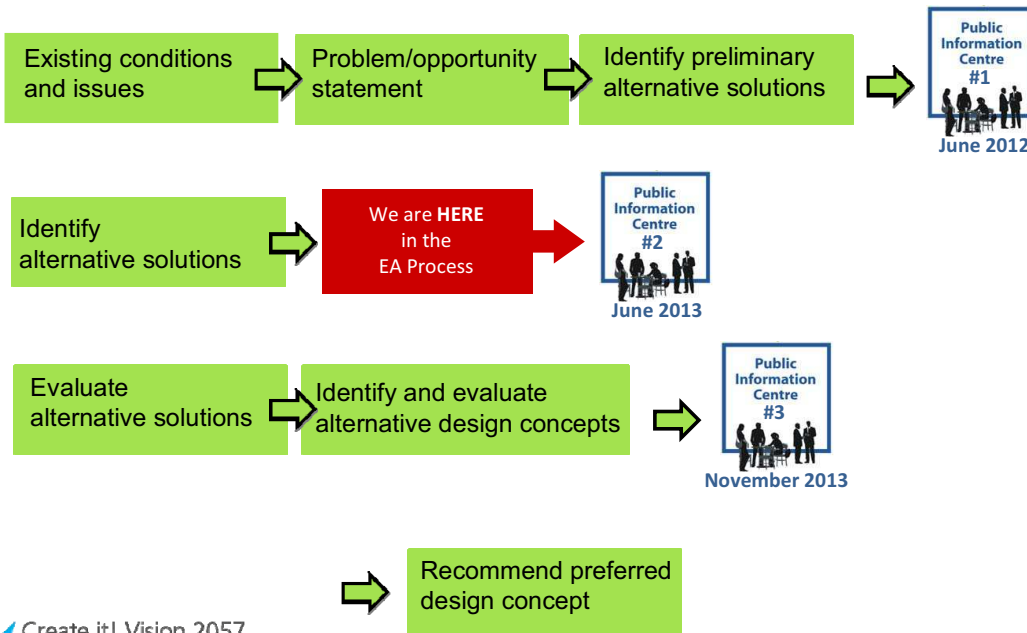 Existing conditions
and issues
Problem/opportunity
statement
Identify preliminary
alternative solutions
Public
Information
Centre
#1
June 2012
Identify
alternative solutions
We are HERE
in the
EA Process
Public
Information
Centre
#2
June 2013
Evaluate
alternative solutions
Identify and evaluate
alternative design concepts
Public
Information
Centre
#3
November 2013
Recommend preferred
design concept
Create it! Vision 2057